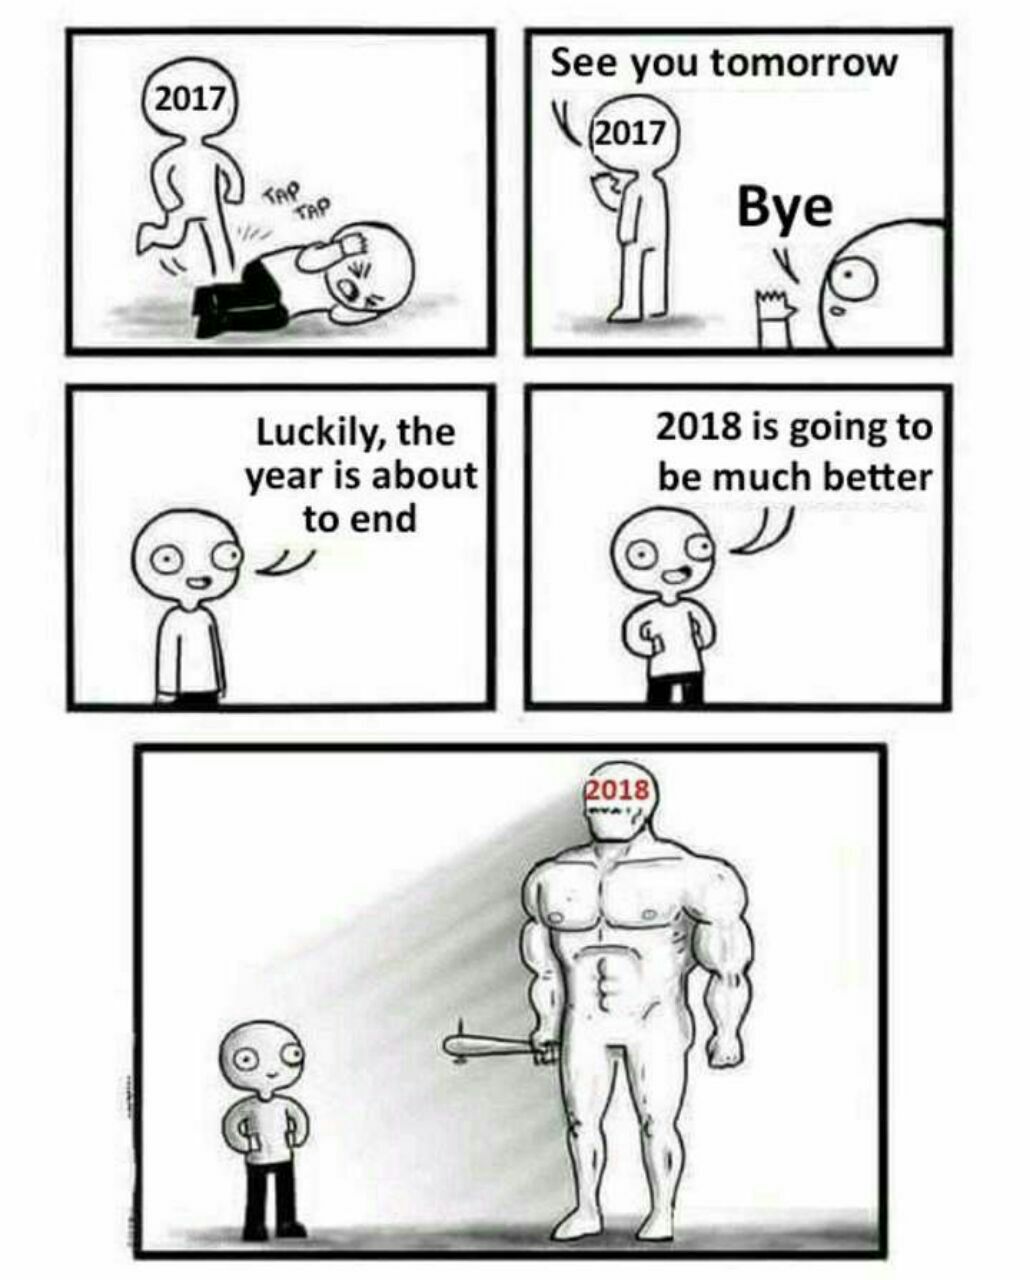 2017
TAP
TAP
See you tomorrow
2017
Bye
Luckily, the
year is about
to end
2018 is going to
be much better
2018